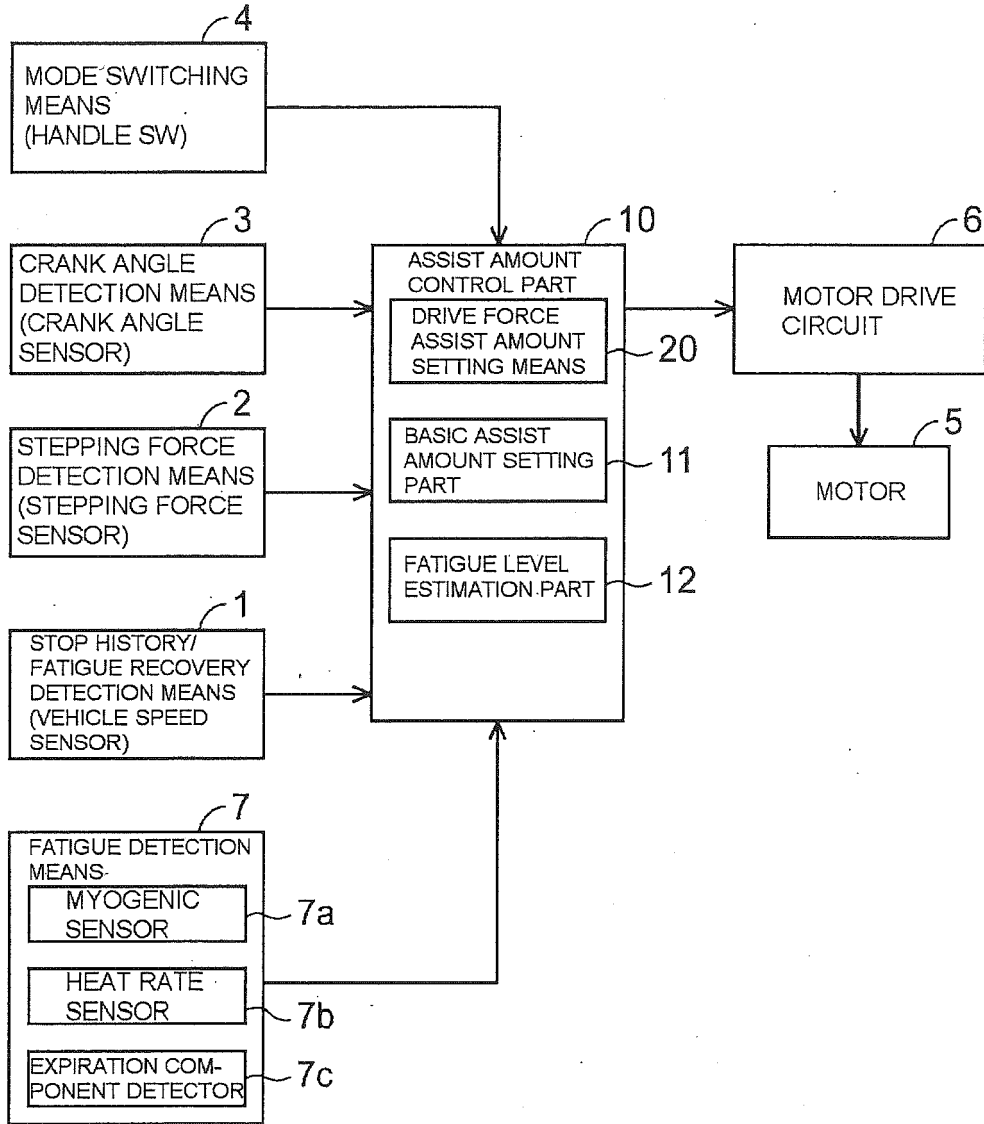 4
MODE SWITCHING
MEANS
(HANDLE SW)
3
CRANK ANGLE
DETECTION MEANS
(CRANK ANGLE
SENSOR)
2
STEPPING FORCE
DETECTION MEANS
(STEPPING FORCE
SENSOR)
1
STOP HISTORY/
FATIGUE RECOVERY
DETECTION MEANS
(VEHICLE SPEED
SENSOR)
7
FATIGUE DETECTION
MEANS
MYOGENIC
SENSOR
7a
HEAT RATE
SENSOR
7b
EXPIRATION COM-
PONENT DETECTOR
7c
10
ASSIST AMOUNT
CONTROL PART
DRIVE FORCE
ASSIST AMOUNT
SETTING MEANS
20
BASIC ASSIST
AMOUNT SETTING
PART
11
FATIGUE LEVEL
ESTIMATION PART
12
6
MOTOR DRIVE
CIRCUIT
5
MOTOR